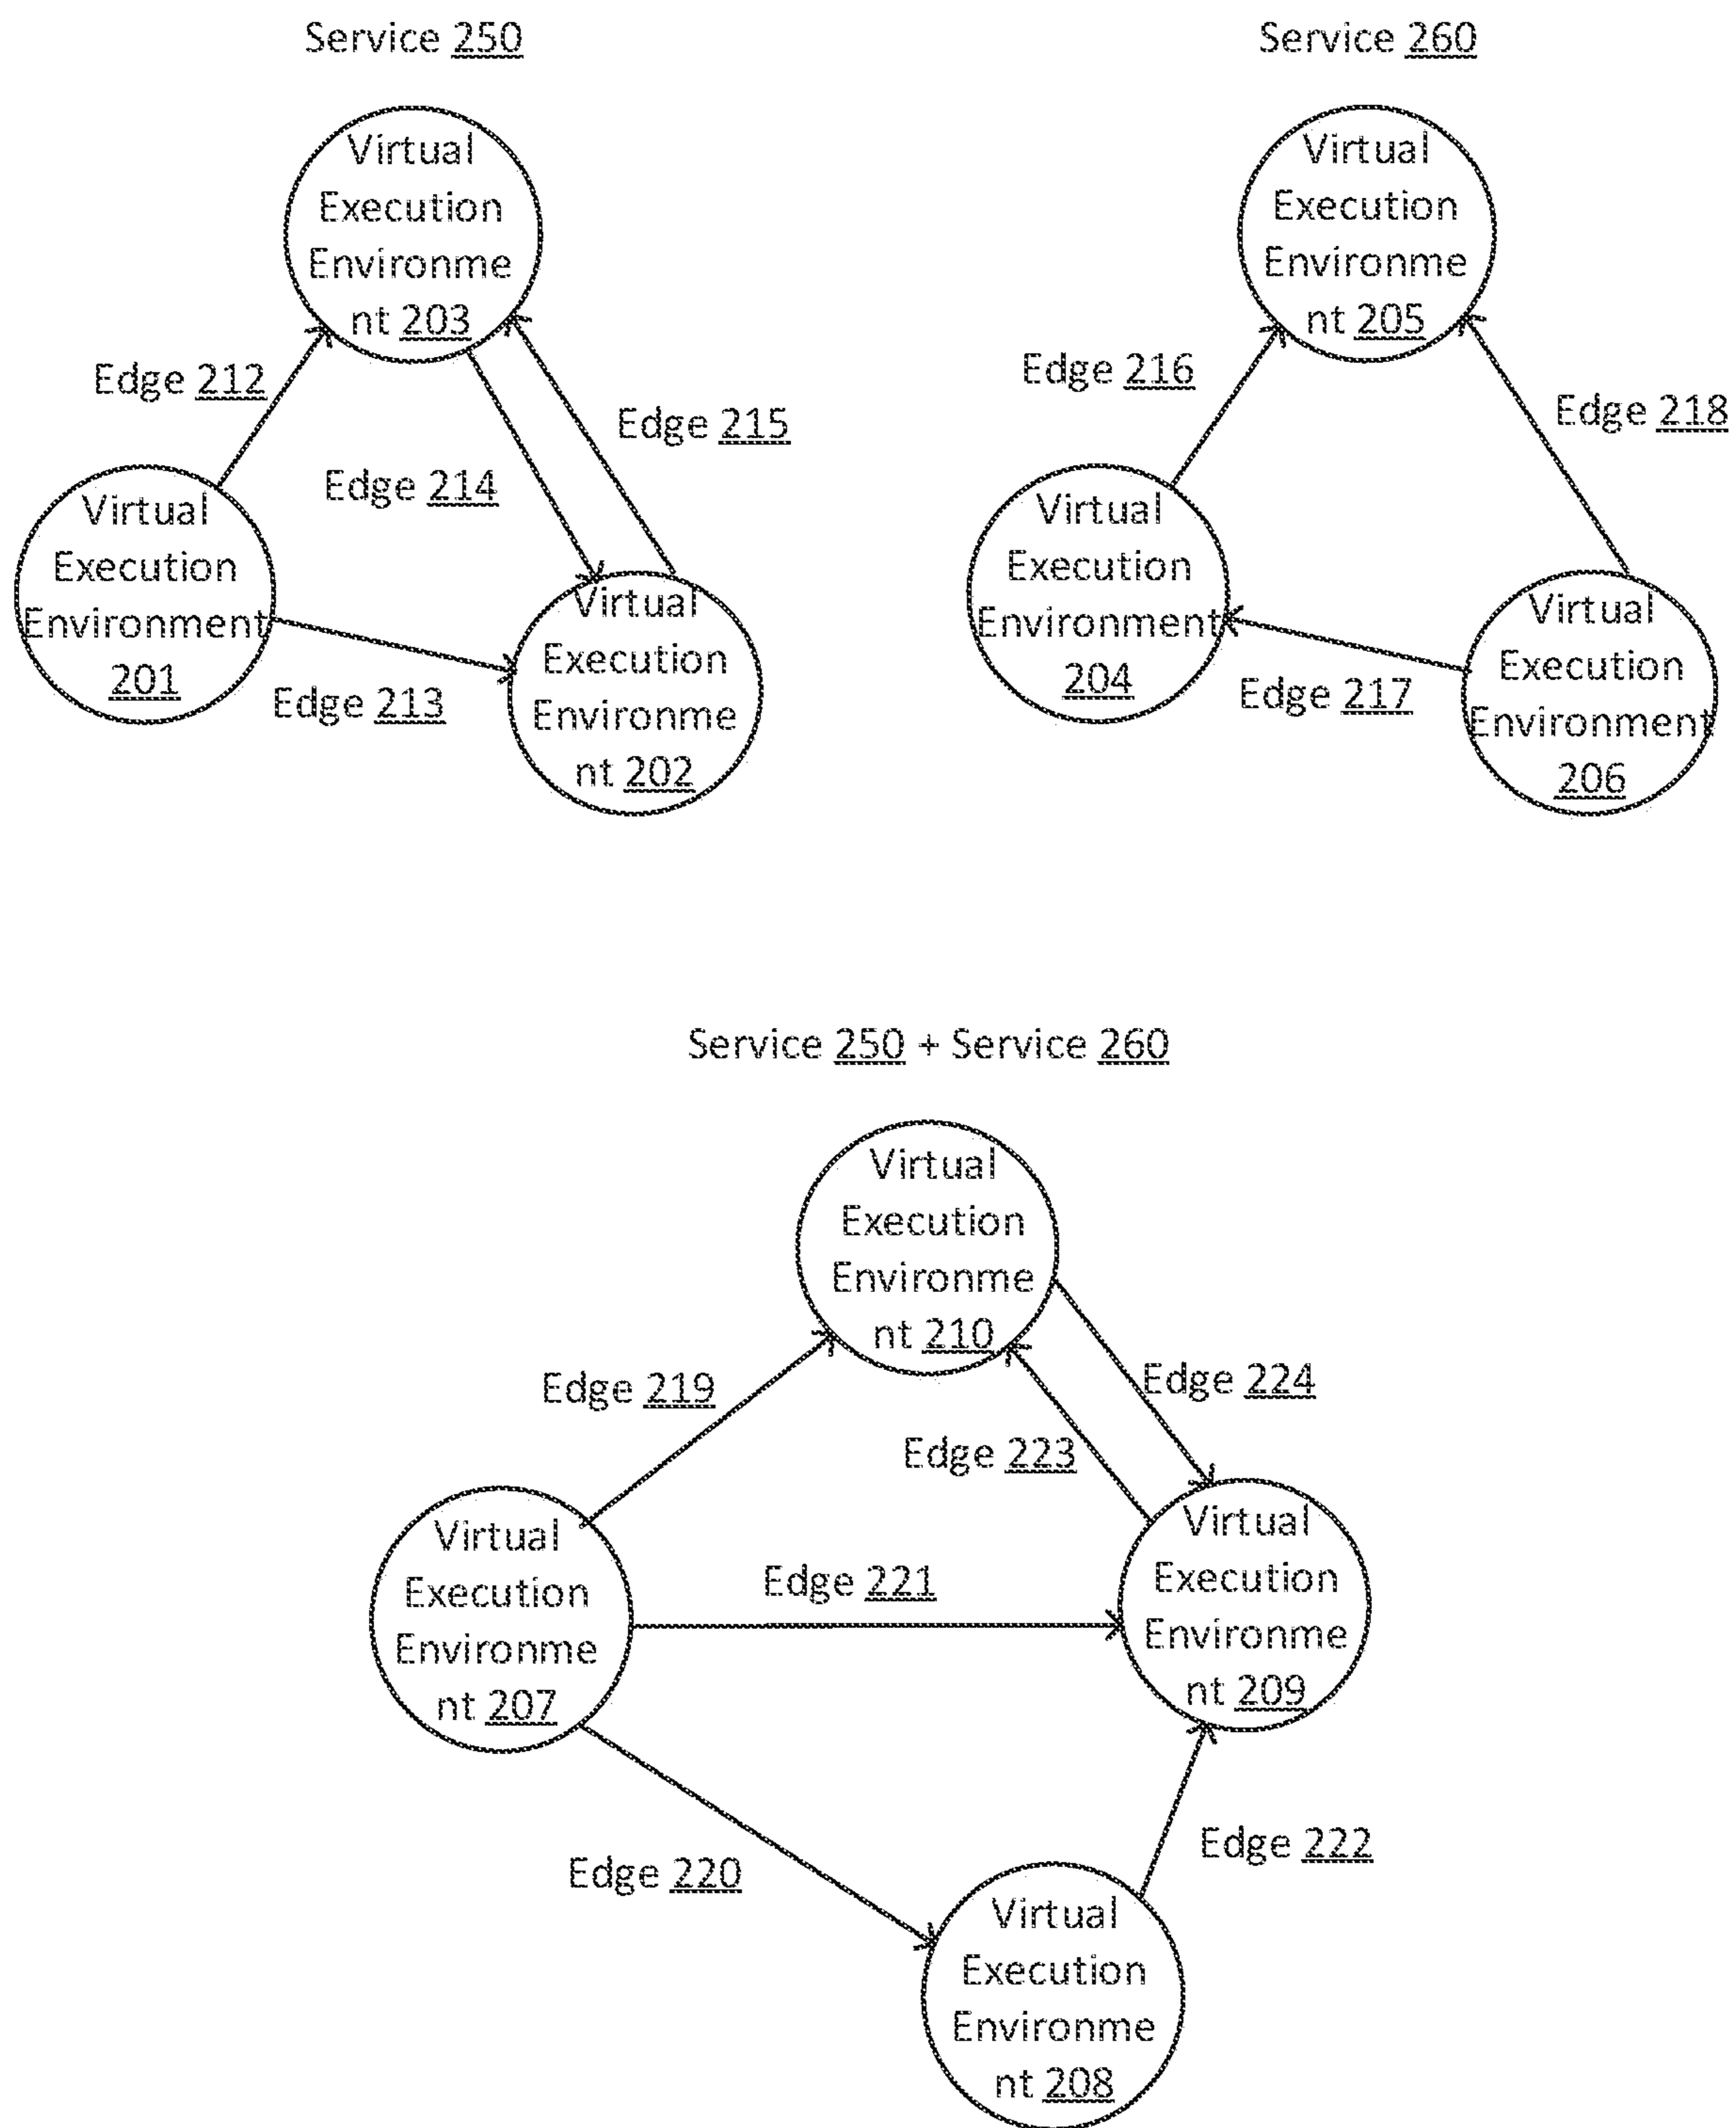 Service 250
Virtual
Execution
Environme
nt 203
Edge 212
Edge 215
Edge 214
Virtual
Execution
Environment
201
Edge 213
Virtual
Execution
Environme
nt 202
Service 260
Virtual
Execution
Environme
nt 205
Edge 216
Edge 218
Virtual
Execution
Environment
204
Edge 217
Virtual
Execution
Environment
206
Service 250 + Service 260
Virtual
Execution
Environme
nt 210
Edge 219
Edge 224
Edge 223
Virtual
Execution
Environme
nt 207
Edge 221
Virtual
Execution
Environme
nt 209
Edge 220
Edge 222
Virtual
Execution
Environme
nt 208